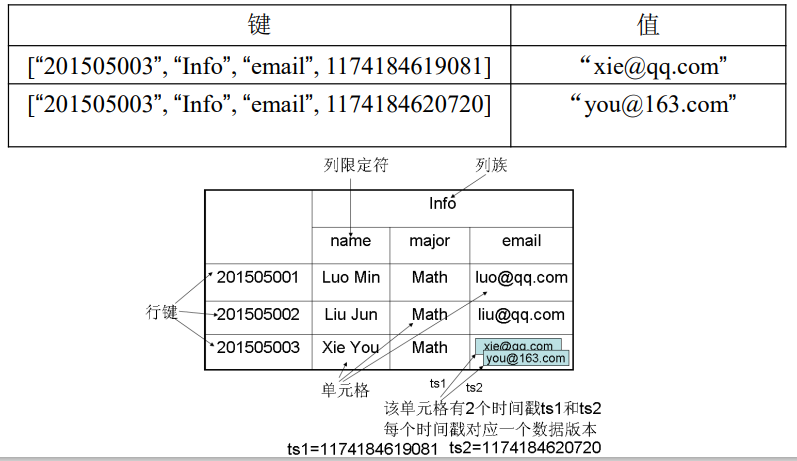 键 值
[“201505003”, “Info”, “email”, 1174184619081] “xie@qq.com”
[“201505003”, “Info”, “email”, 1174184620720] “you@163.com”
列限定符 列族
Info
name major email
201505001 Luo Min Math luo@qq.com
201505002 Liu Jun Math liu@qq.com
行键
201505003 Xie You Math xie@qq.com
you@163.com
单元格 ts1 ts2
该单元格有2个时间戳ts1和ts2
每个时间戳对应一个数据版本
ts1=1174184619081 ts2=1174184620720